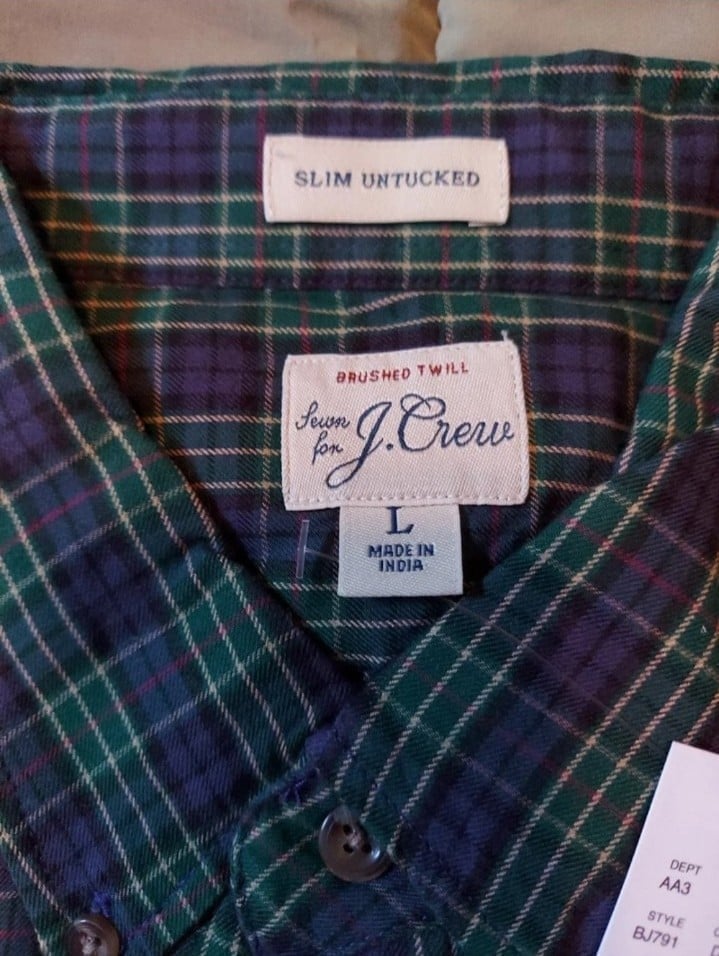 SLIM UNTUCKED
BRUSHED TWILL
Sewn
for J.Crew
L
MADE IN
INDIA
DEPT
AA3
STYLE
BJ791